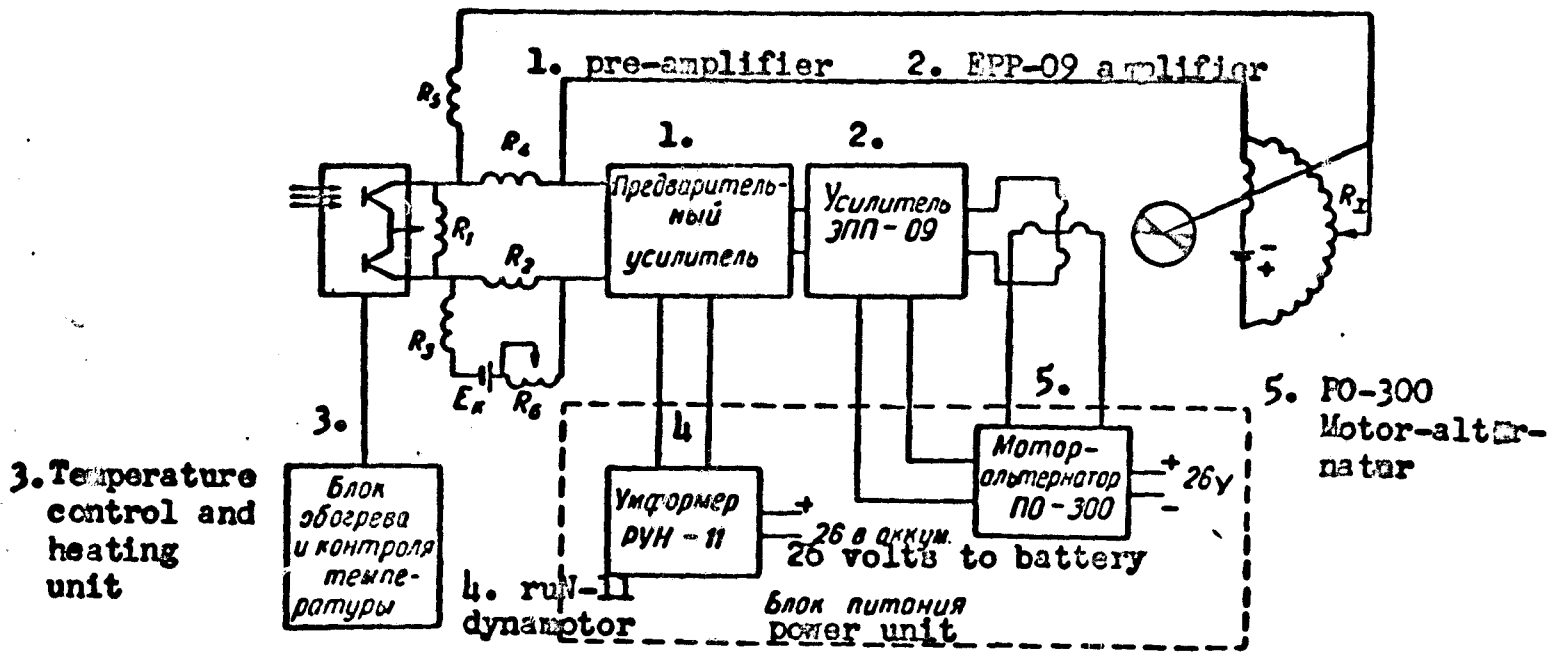 1. pre-amplifier 2. EPP-09 amplifier
R5
R4
1.
2.
Предваритель-
ный
усилитель
Усилитель
ЭПП-09
R1
R2
R3
Eк
R6
RI
-
+
3.
4
5.
5. PO-300
Motor-alter-
nator
3. Temperature
control and
heating
unit
Блок
обогрева
и контроля
темпе-
ратуры
Умформер
РУН-11
+
- 26 в аккум.
26 volts to battery
Мотор-
альтернатор
ПО-300
+
26V
-
4. ruN-11
dynamotor
Блок питания
power unit